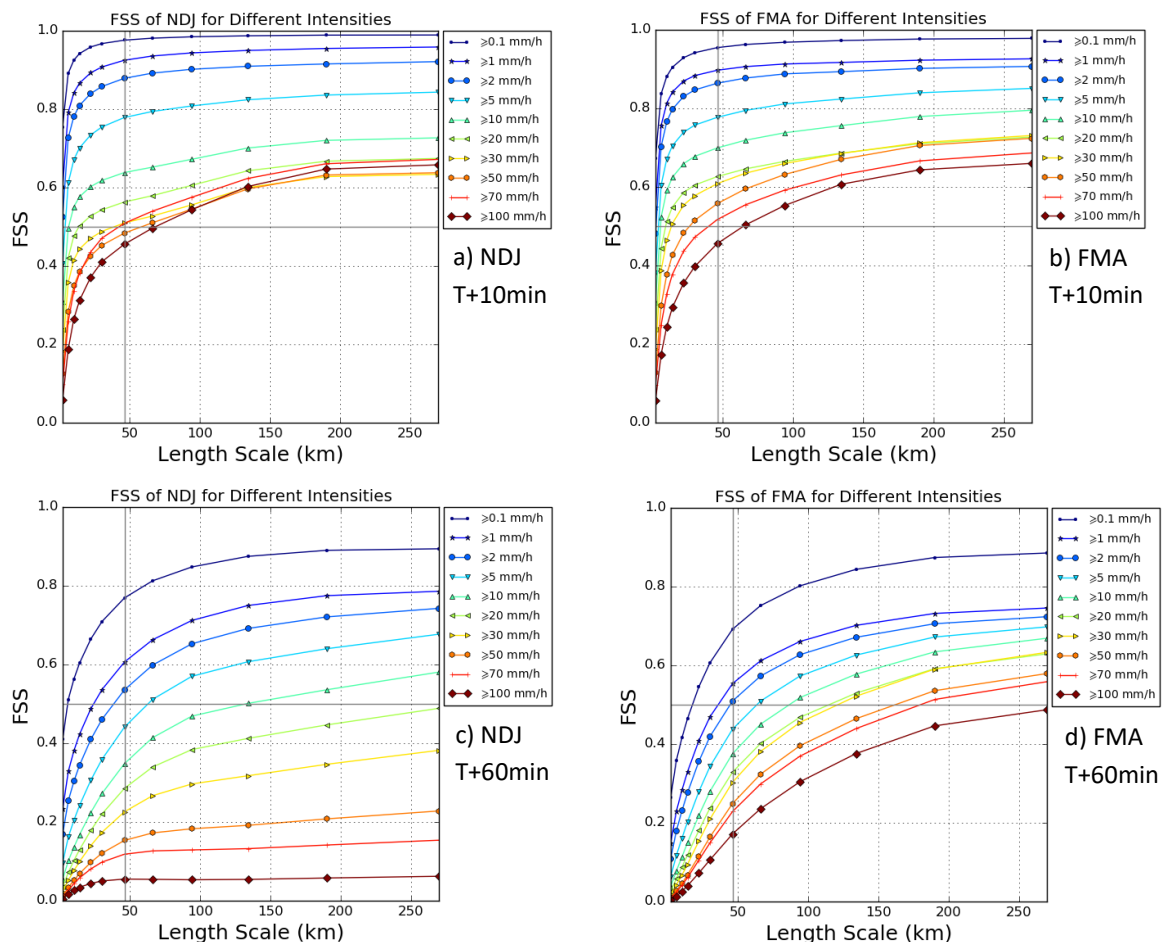 FSS of NDJ for Different Intensities
1.0
0.8
0.6
0.4
0.2
0.0
FSS
50
100
150
200
250
Length Scale (km)
⩾0.1 mm/h
⩾1 mm/h
⩾2 mm/h
⩾5 mm/h
⩾10 mm/h
⩾20 mm/h
⩾30 mm/h
⩾50 mm/h
⩾70 mm/h
⩾100 mm/h
a) NDJ
T+10min
FSS of FMA for Different Intensities
1.0
0.8
0.6
0.4
0.2
0.0
FSS
50
100
150
200
250
Length Scale (km)
⩾0.1 mm/h
⩾1 mm/h
⩾2 mm/h
⩾5 mm/h
⩾10 mm/h
⩾20 mm/h
⩾30 mm/h
⩾50 mm/h
⩾70 mm/h
⩾100 mm/h
b) FMA
T+10min
FSS of NDJ for Different Intensities
1.0
0.8
0.6
0.4
0.2
0.0
FSS
50
100
150
200
250
Length Scale (km)
⩾0.1 mm/h
⩾1 mm/h
⩾2 mm/h
⩾5 mm/h
⩾10 mm/h
⩾20 mm/h
⩾30 mm/h
⩾50 mm/h
⩾70 mm/h
⩾100 mm/h
c) NDJ
T+60min
FSS of FMA for Different Intensities
1.0
0.8
0.6
0.4
0.2
0.0
FSS
50
100
150
200
250
Length Scale (km)
⩾0.1 mm/h
⩾1 mm/h
⩾2 mm/h
⩾5 mm/h
⩾10 mm/h
⩾20 mm/h
⩾30 mm/h
⩾50 mm/h
⩾70 mm/h
⩾100 mm/h
d) FMA
T+60min